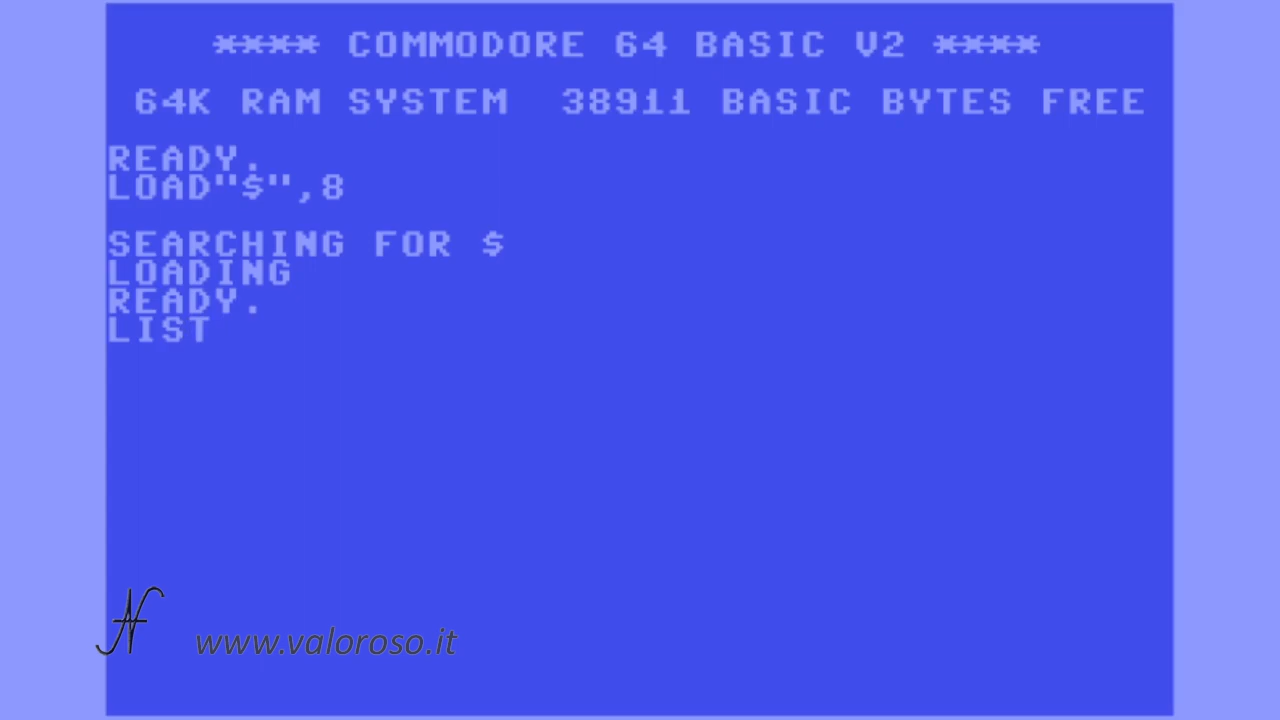 **** COMMODORE 64 BASIC V2 ****
64K RAM SYSTEM  38911 BASIC BYTES FREE
READY.
LOAD"$",8
SEARCHING FOR $
LOADING
READY.
LIST
www.valoroso.it